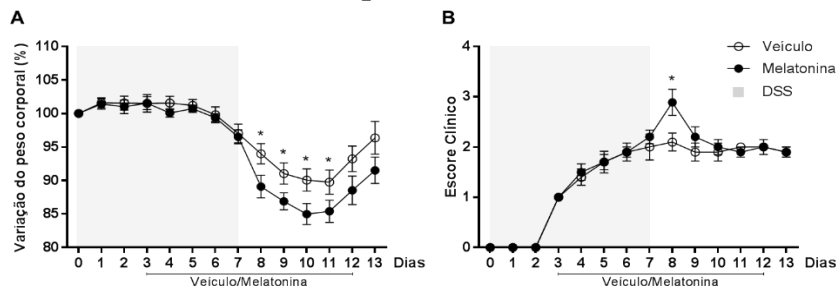 A
Variação do peso corporal (%)
110
105
100
95
90
85
80
* * * *
0 1 2 3 4 5 6 7 8 9 10 11 12 13 Dias
Veículo/Melatonina
B
Escore Clínico
4
3
2
1
0
*
0 1 2 3 4 5 6 7 8 9 10 11 12 13 Dias
Veículo/Melatonina
Veículo
Melatonina
DSS